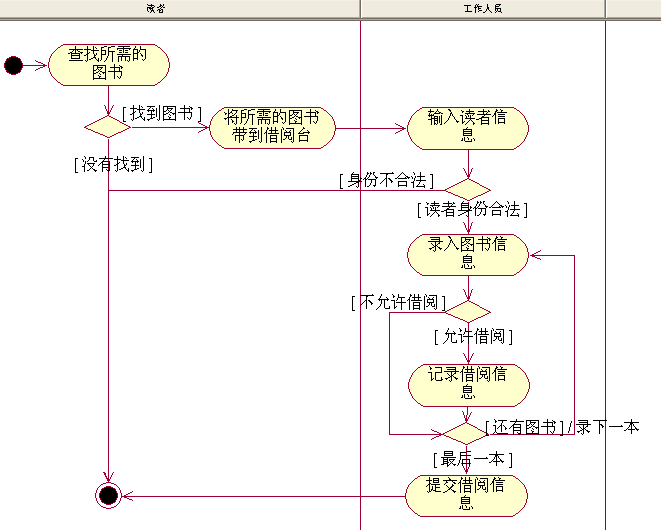 读者
工作人员
查找所需的
图书
[ 找到图书 ]
将所需的图书
带到借阅台
输入读者信
息
[ 没有找到 ]
[ 身份不合法 ]
[ 读者身份合法 ]
录入图书信
息
[ 不允许借阅 ]
[ 允许借阅 ]
记录借阅信
息
[ 还有图书 ] / 录下一本
[ 最后一本 ]
提交借阅信
息